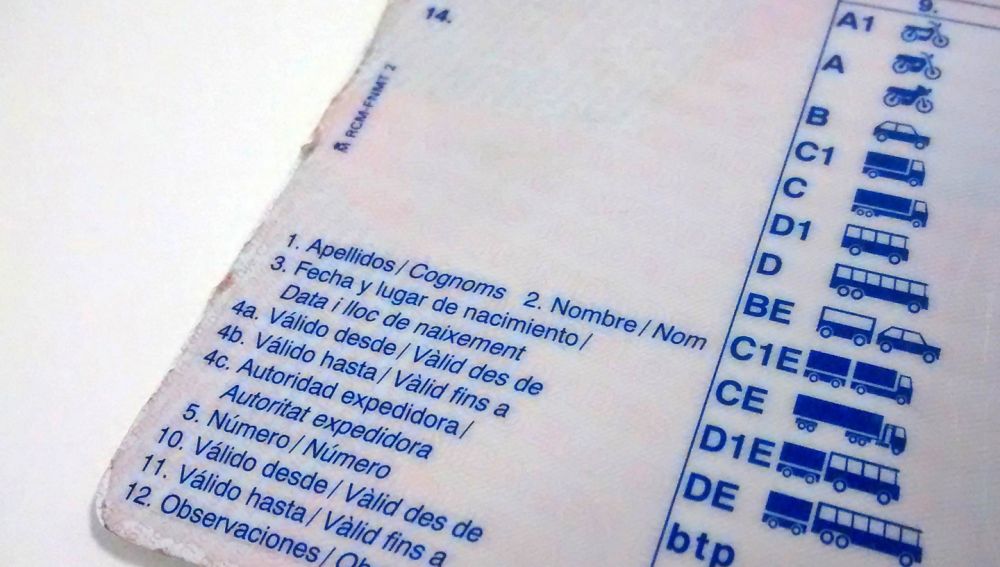 14.
RCM-FNMT 2
1. Apellidos / Cognoms 2. Nombre / Nom
3. Fecha y lugar de nacimiento /
Data i lloc de naixement
4a. Válido desde / Vàlid des de
4b. Válido hasta / Vàlid fins a
4c. Autoridad expedidora /
Autoritat expedidora
5. Número / Número
10. Válido desde / Vàlid des de
11. Válido hasta / Vàlid fins a
12. Observaciones /
9.
A1
A
B
C1
C
D1
D
BE
C1E
CE
D1E
DE
btp